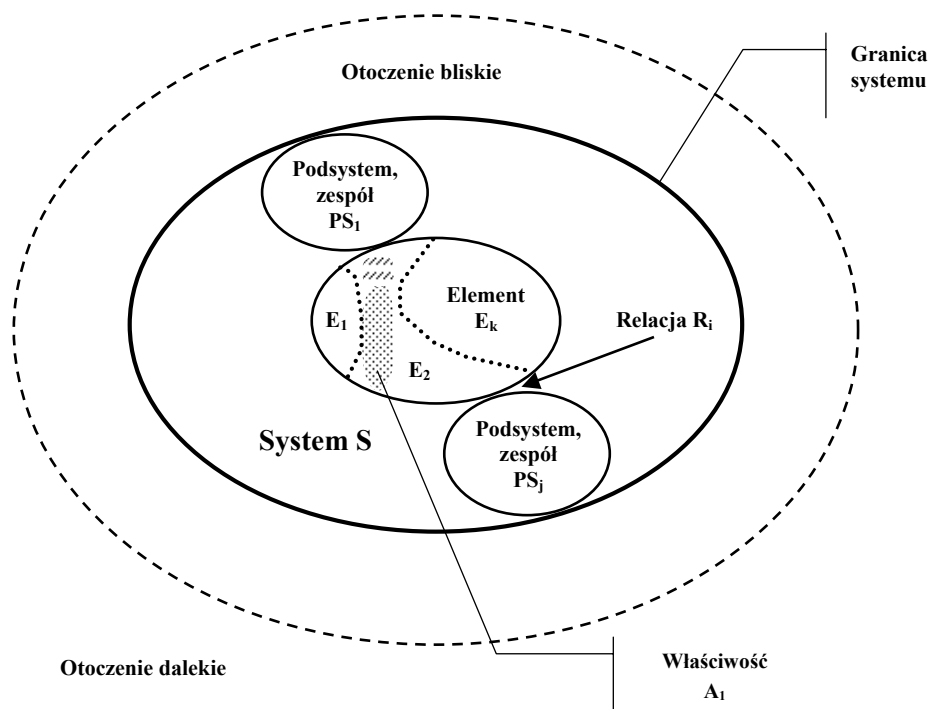 Otoczenie bliskie
Granica
systemu
Podsystem,
zespół
PS₁
E₁
E₂
Element
Eₖ
Relacja Rᵢ
System S
Podsystem,
zespół
PSⱼ
Otoczenie dalekie
Właściwość
A₁